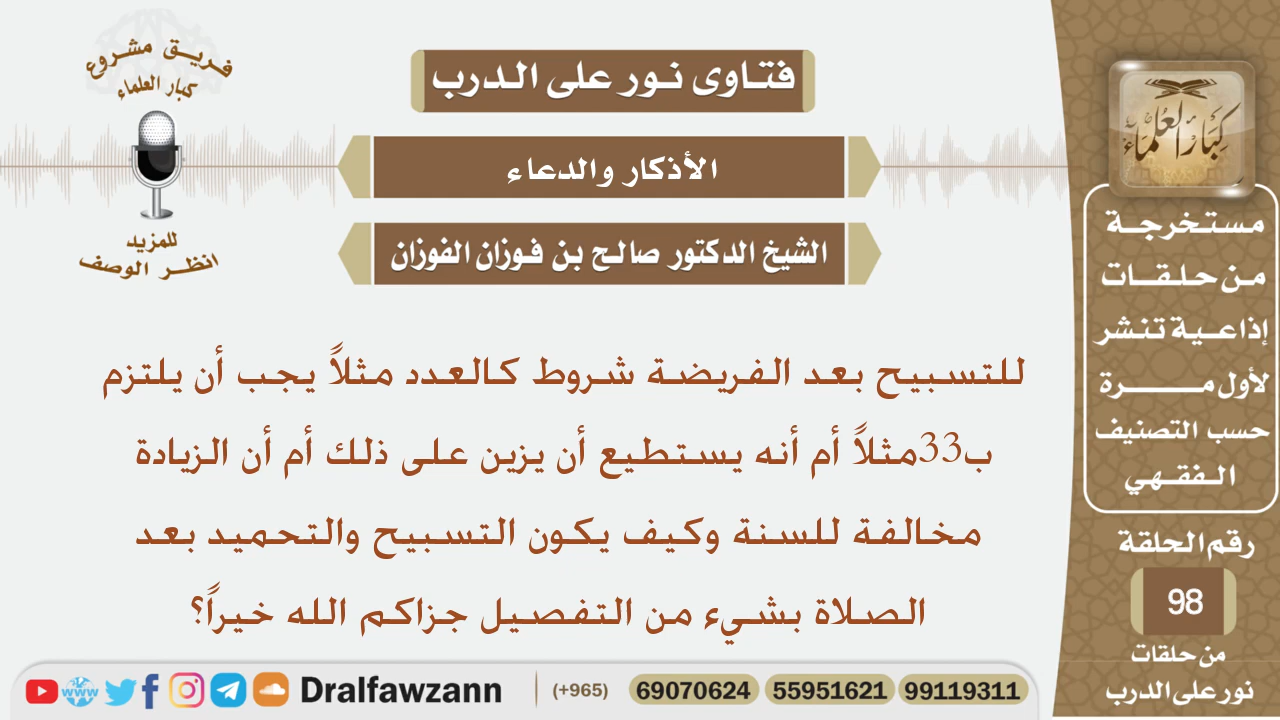 فريق مشروع
كبار العلماء
للمزيد
انظر الوصف
فتاوى نور على الدرب
الأذكار والدعاء
الشيخ الدكتور صالح بن فوزان الفوزان
كبار العلماء
مستخرجة
من حلقات
إذاعية تنشر
لأول مرة
حسب التصنيف
الفقهي
رقم الحلقة
98
من حلقات
نور على الدرب
للتسبيح بعد الفريضة شروط كالعدد مثلاً يجب أن يلتزم
ب33مثلاً أم أنه يستطيع أن يزين على ذلك أم أن الزيادة
مخالفة للسنة وكيف يكون التسبيح والتحميد بعد
الصلاة بشيء من التفصيل جزاكم الله خيراً؟
www
Dralfawzann
(+965) 69070624 55951621 99119311